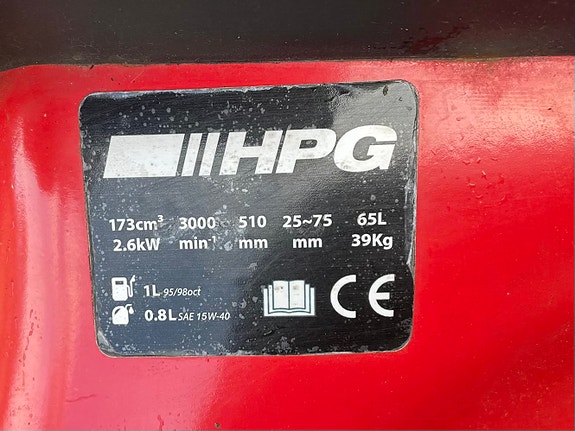 HPG
173cm³ 3000 510 25~75 65L
2.6kW min⁻¹ mm mm 39Kg
1L 95/98oct
0.8L SAE 15W-40
CE